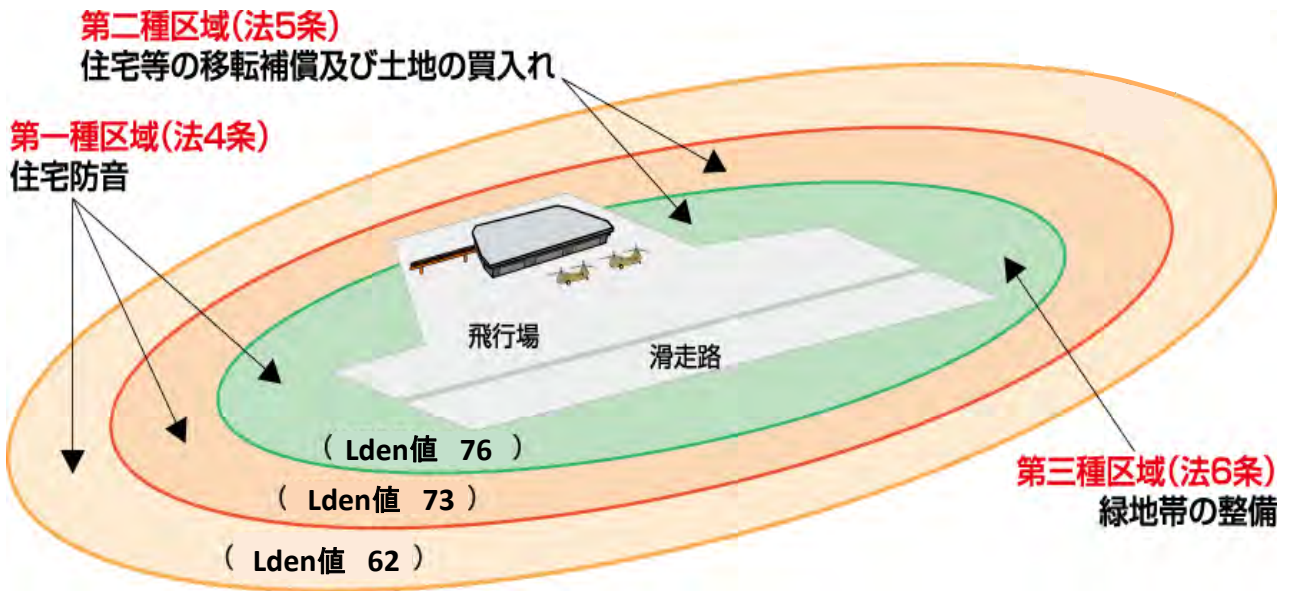 第二種区域(法5条)
住宅等の移転補償及び土地の買入れ
第一種区域(法4条)
住宅防音
飛行場
滑走路
( Lden値 76 )
( Lden値 73 )
( Lden値 62 )
第三種区域(法6条)
緑地帯の整備